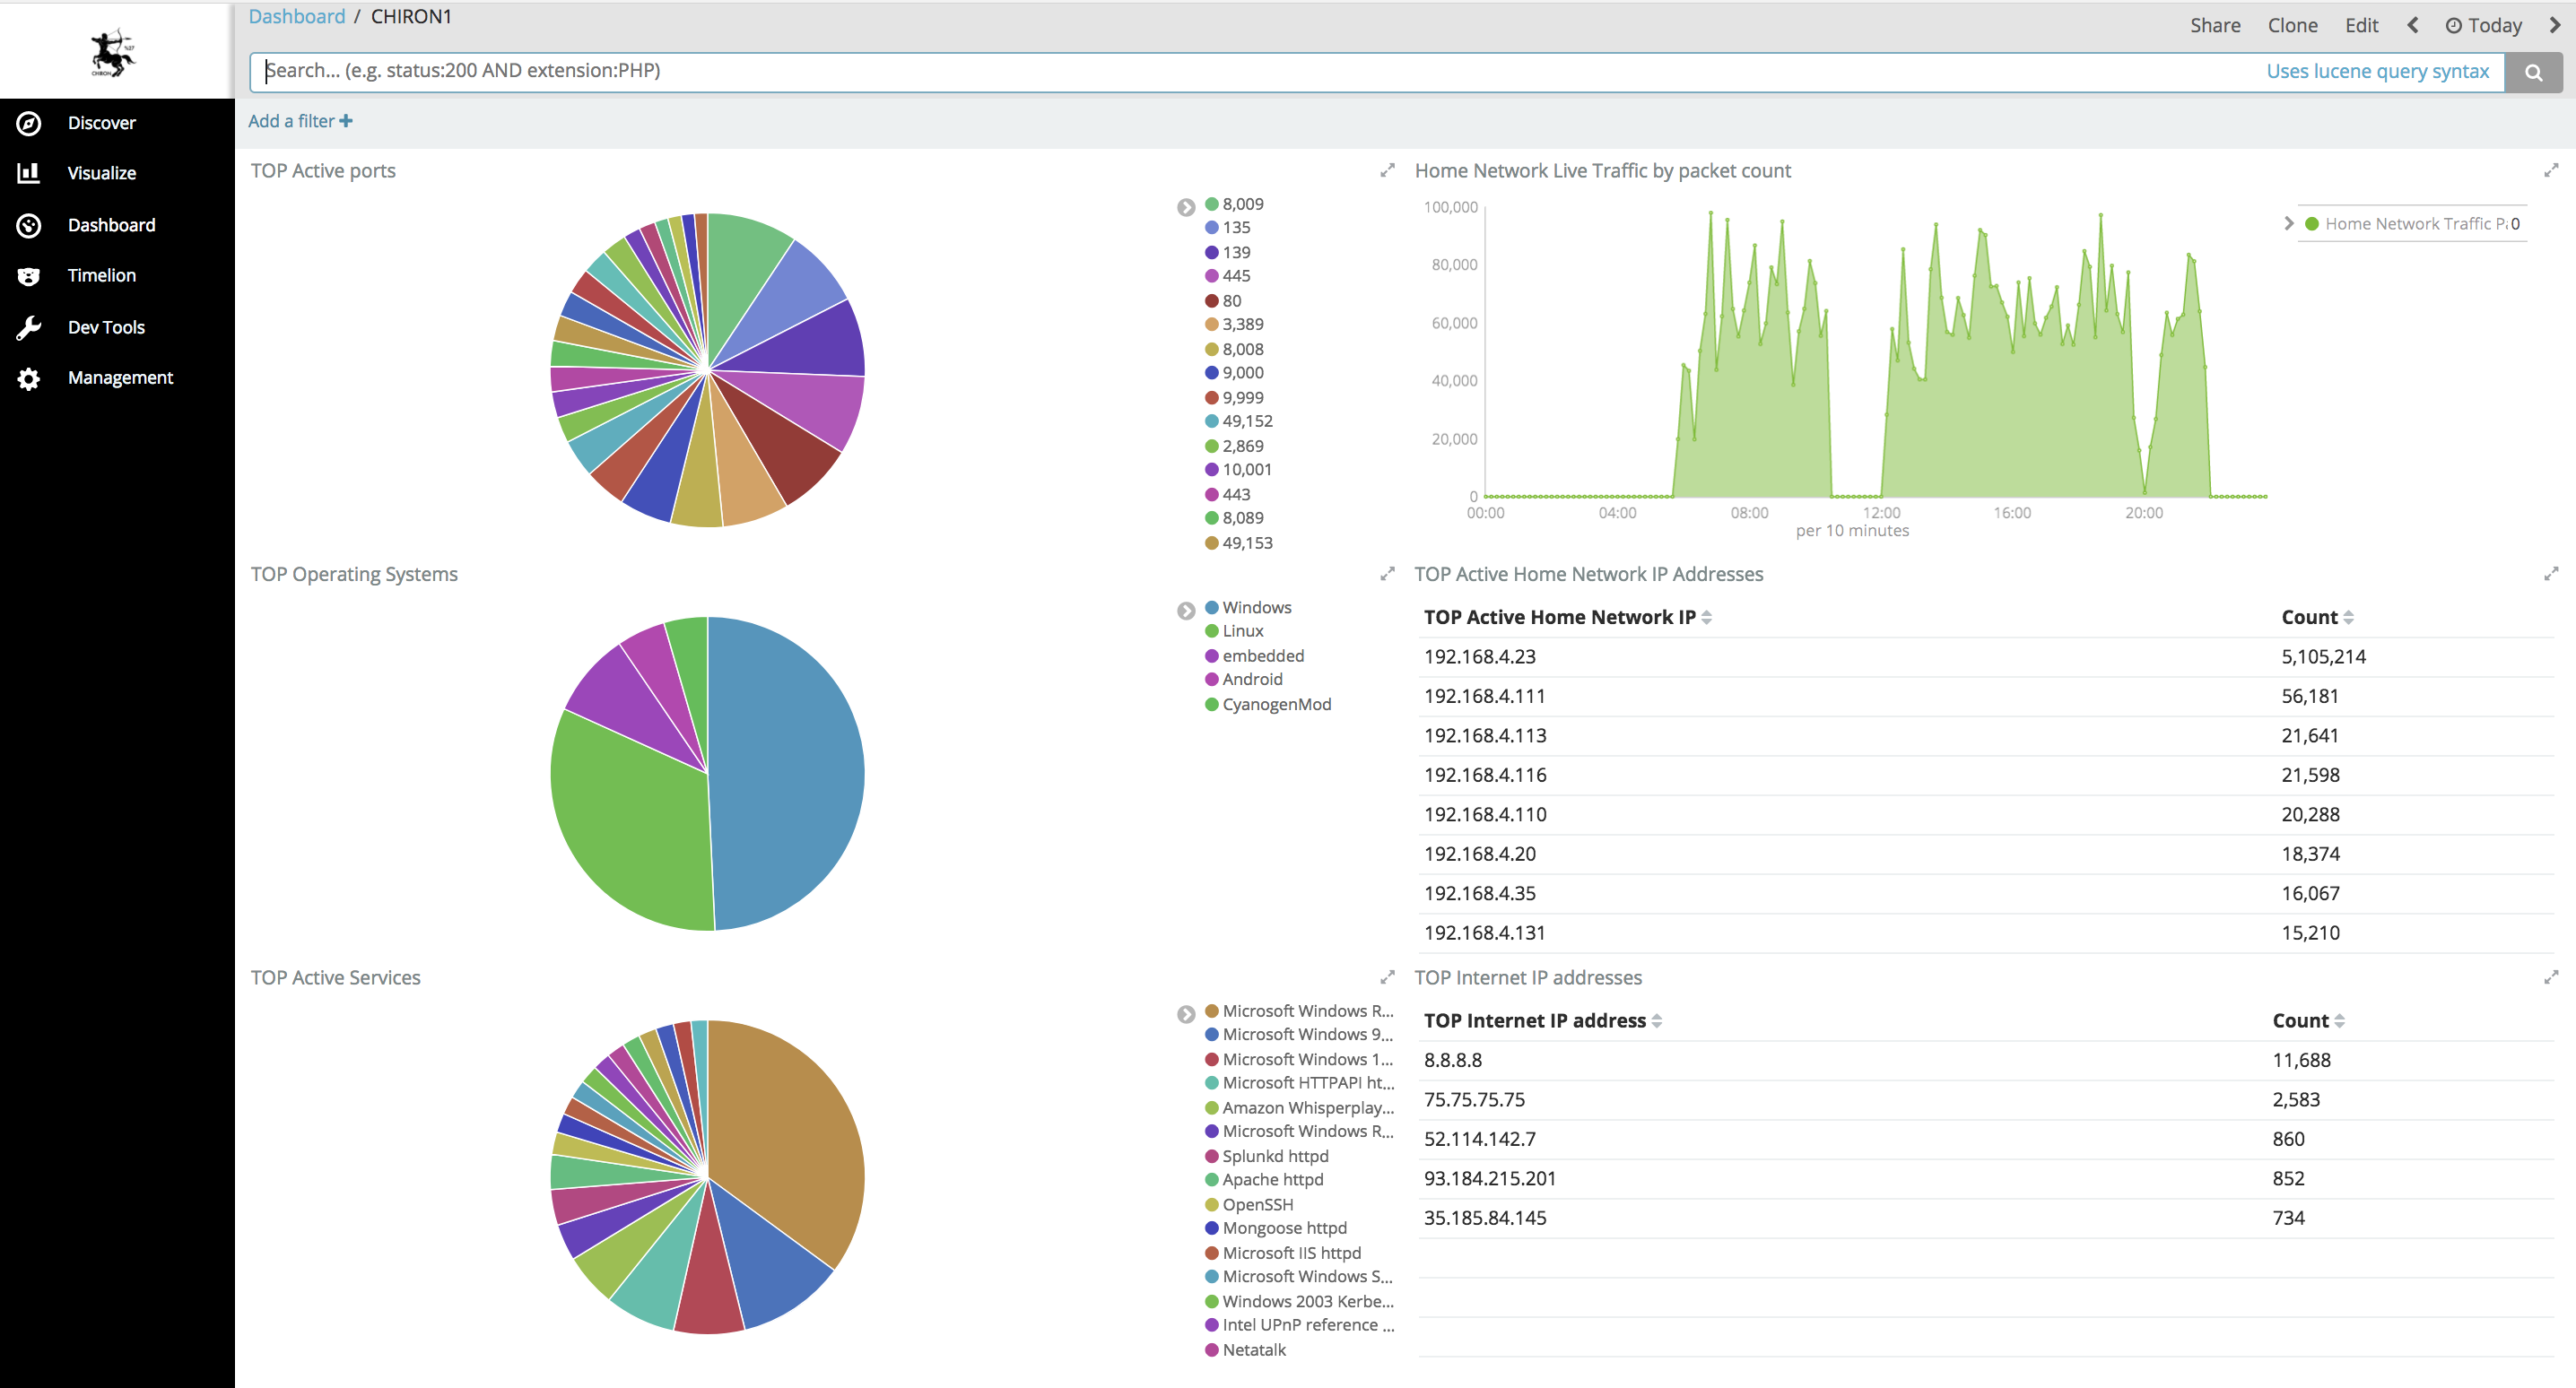 Dashboard / CHIRON1
Share Clone Edit Today
Search... (e.g. status:200 AND extension:PHP)
Uses lucene query syntax
Add a filter
CHIRON
Discover
Visualize
Dashboard
Timelion
Dev Tools
Management
TOP Active ports
8,009
135
139
445
80
3,389
8,008
9,000
9,999
49,152
2,869
10,001
443
8,089
49,153
Home Network Live Traffic by packet count
100,000
80,000
60,000
40,000
20,000
0
00:00 04:00 08:00 12:00 16:00 20:00
per 10 minutes
Home Network Traffic 0
TOP Operating Systems
Windows
Linux
embedded
Android
CyanogenMod
TOP Active Home Network IP Addresses
TOP Active Home Network IP Count
192.168.4.23 5,105,214
192.168.4.111 56,181
192.168.4.113 21,641
192.168.4.116 21,598
192.168.4.110 20,288
192.168.4.20 18,374
192.168.4.35 16,067
192.168.4.131 15,210
TOP Active Services
Microsoft Windows R...
Microsoft Windows 9...
Microsoft Windows 1...
Microsoft HTTPAPI ht...
Amazon Whisperplay...
Microsoft Windows R...
Splunkd httpd
Apache httpd
OpenSSH
Mongoose httpd
Microsoft IIS httpd
Microsoft Windows S...
Windows 2003 Kerbe...
Intel UPnP reference ...
Netatalk
TOP Internet IP addresses
TOP Internet IP address Count
8.8.8.8 11,688
75.75.75.75 2,583
52.114.142.7 860
93.184.215.201 852
35.185.84.145 734